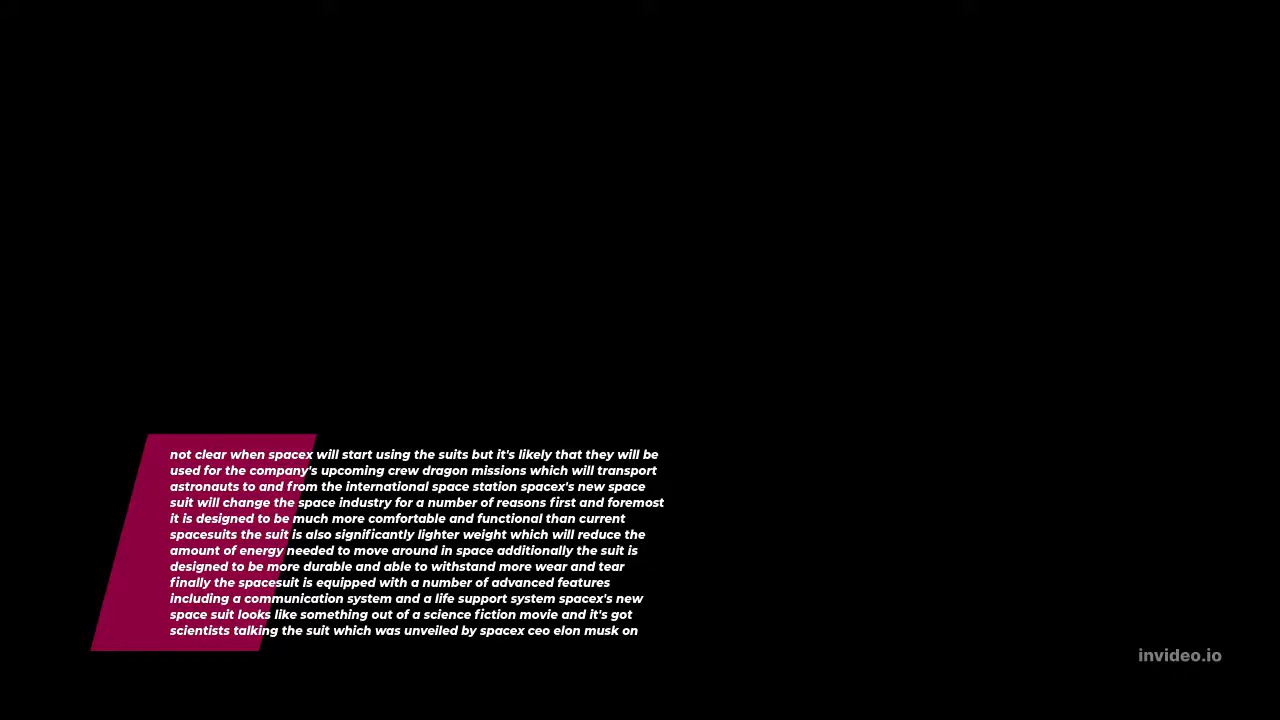 not clear when spacex will start using the suits but it's likely that they will be
used for the company's upcoming crew dragon missions which will transport
astronauts to and from the international space station spacex's new space
suit will change the space industry for a number of reasons first and foremost
it is designed to be much more comfortable and functional than current
spacesuits the suit is also significantly lighter weight which will reduce the
amount of energy needed to move around in space additionally the suit is
designed to be more durable and able to withstand more wear and tear
finally the spacesuit is equipped with a number of advanced features
including a communication system and a life support system spacex's new
space suit looks like something out of a science fiction movie and it's got
scientists talking the suit which was unveiled by spacex ceo elon musk on
invideo.io